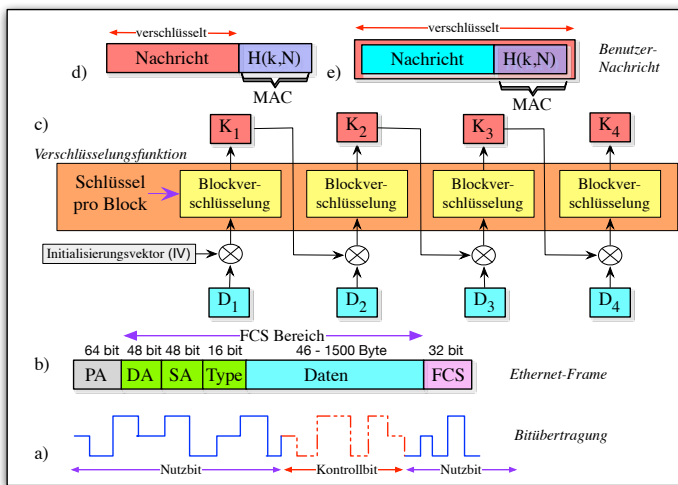 verschlüsselt
verschlüsselt
d)
Nachricht
H(k,N)
MAC
e)
Nachricht
H(k,N)
MAC
Benutzer-
Nachricht
c)
K1
K2
K3
K4
Verschlüsselungsfunktion
Schlüssel
pro Block
Blockver-
schlüsselung
Blockver-
schlüsselung
Blockver-
schlüsselung
Blockver-
schlüsselung
Initialisierungsvektor (IV)
D1
D2
D3
D4
FCS Bereich
64 bit
48 bit
48 bit
16 bit
46 - 1500 Byte
32 bit
b)
PA
DA
SA
Type
Daten
FCS
Ethernet-Frame
Bitübertragung
a)
Nutzbit
Kontrollbit
Nutzbit